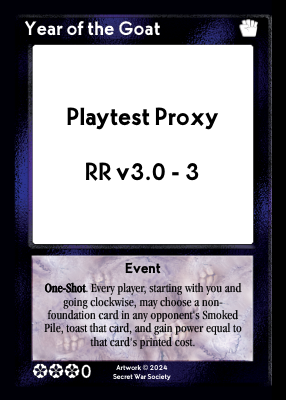 Year of the Goat
Playtest Proxy
RR v3.0 - 3
Event
One-Shot. Every player, starting with you and
going clockwise, may choose a non-
foundation card in any opponent's Smoked
Pile, toast that card, and gain power equal to
that card's printed cost.
0
Artwork © 2024
Secret War Society